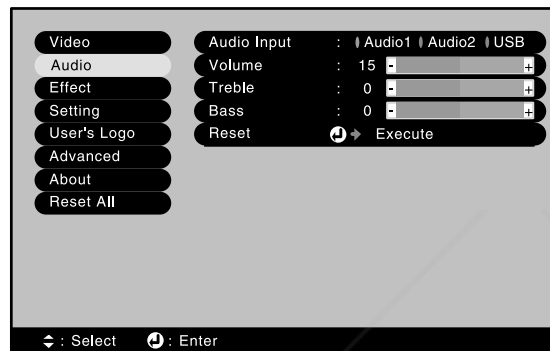 Video
Audio
Effect
Setting
User's Logo
Advanced
About
Reset All
Audio Input : Audio1 Audio2 USB
Volume : 15 - +
Treble : 0 - +
Bass : 0 - +
Reset Execute
: Select : Enter